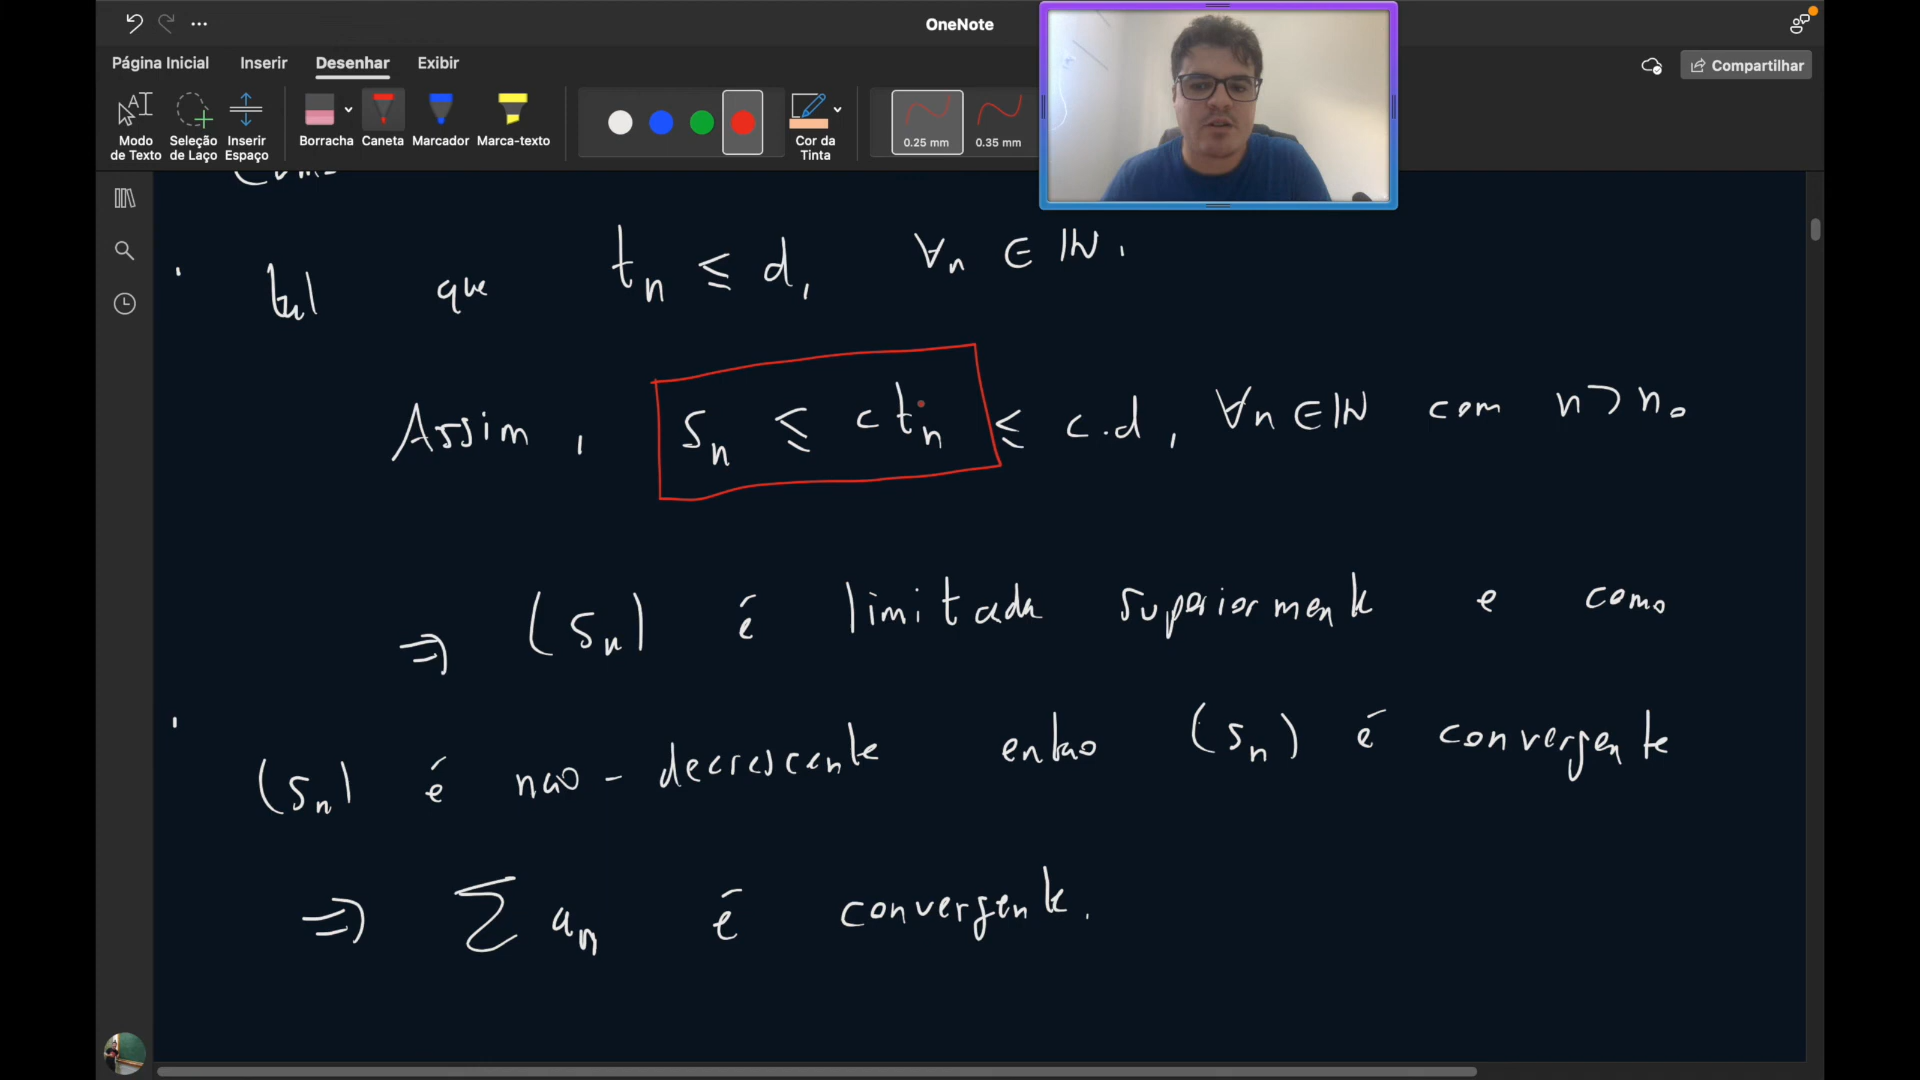 OneNote
Página Inicial Inserir Desenhar Exibir
Compartilhar
Modo de Texto Seleção de Laço Inserir Espaço Borracha Caneta Marcador Marca-texto Cor da Tinta 0.25 mm 0.35 mm
tal que tn ≤ d, ∀n ∈ ℕ.
Assim, sn ≤ c tn ≤ c.d, ∀n ∈ ℕ com n > n₀
⇒ (sn) é limitada superiormente e como
(sn) é não-decrescente então (sn) é convergente
⇒ ∑ an é convergente.